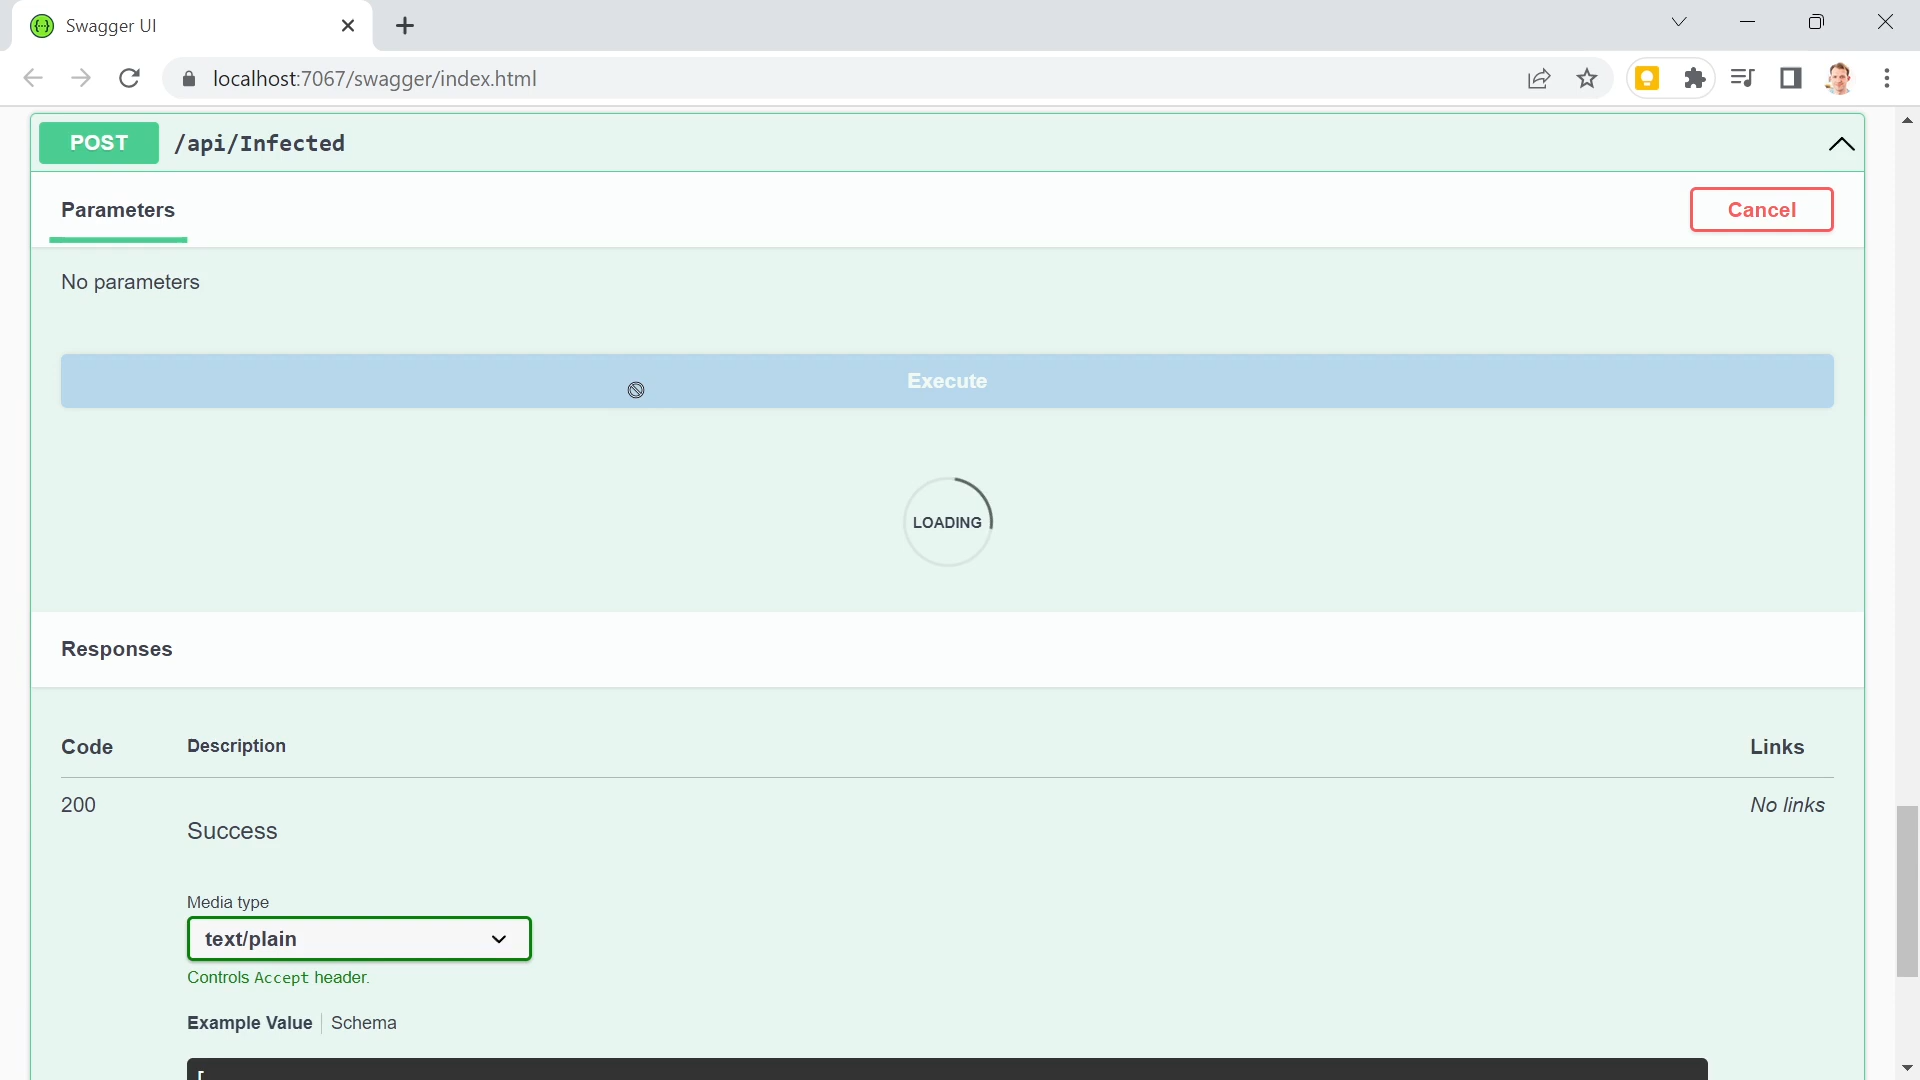 Swagger UI
localhost:7067/swagger/index.html
POST /api/Infected
Parameters
Cancel
No parameters
Execute
LOADING
Responses
Code Description Links
200 No links
Success
Media type
text/plain
Controls Accept header.
Example Value Schema
[